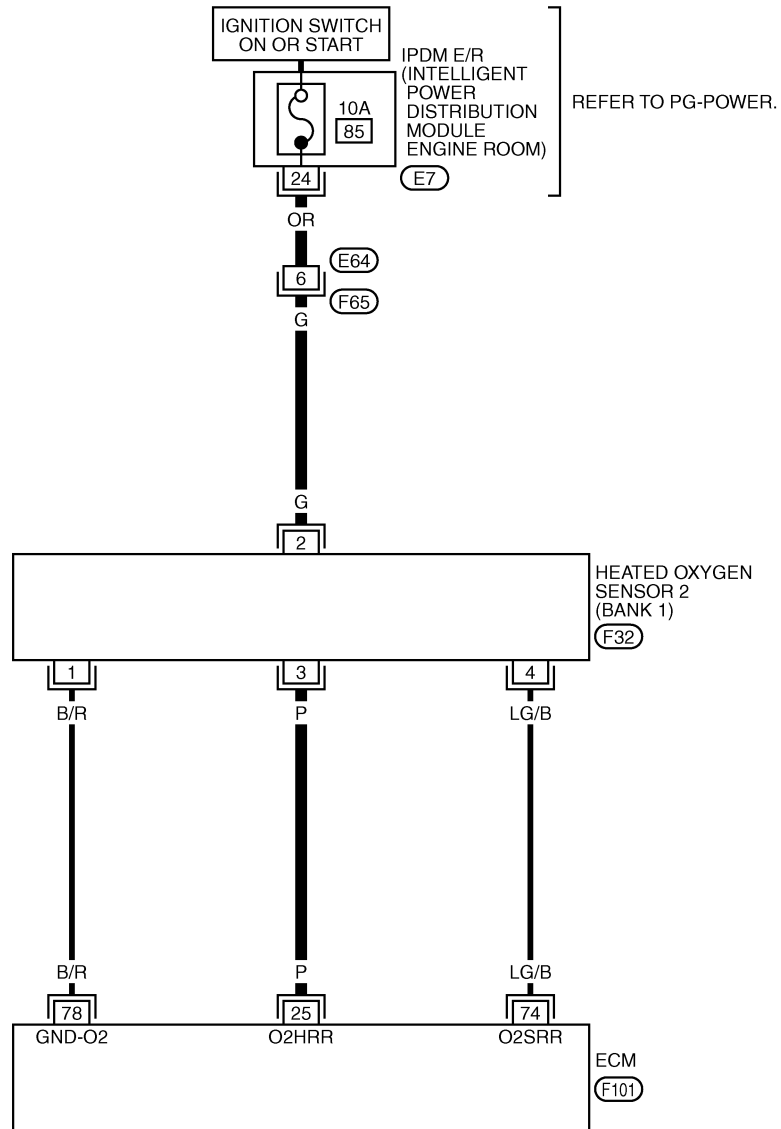 IGNITION SWITCH
ON OR START
IPDM E/R
(INTELLIGENT
POWER
DISTRIBUTION
MODULE
ENGINE ROOM)
REFER TO PG-POWER.
10A
85
24
E7
OR
E64
6
F65
G
G
2
HEATED OXYGEN
SENSOR 2
(BANK 1)
F32
1 3 4
B/R P LG/B
B/R P LG/B
78 25 74
GND-O2 O2HRR O2SRR
ECM
F101